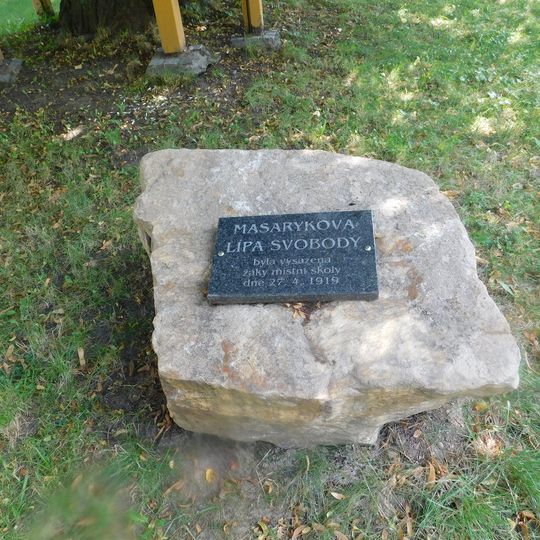 MASARYKOVA
LÍPA SVOBODY
byla vysazena
žáky místní školy
dne 27. 4. 1919